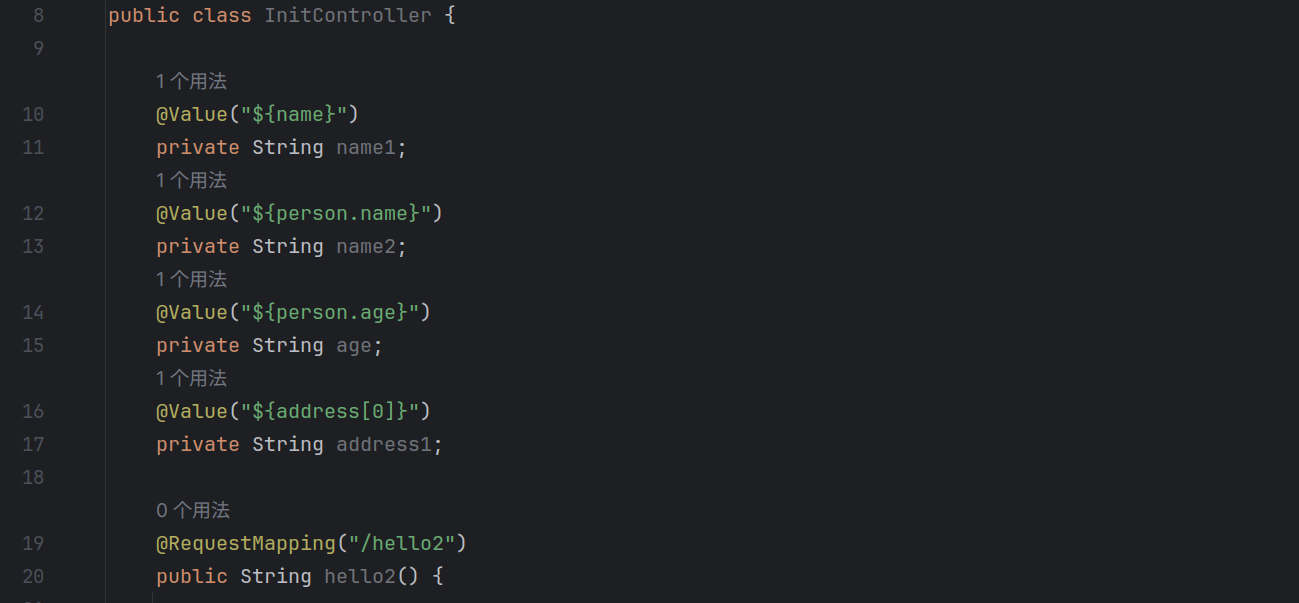 8 public class InitController {
9
1 个用法
10 @Value("${name}")
11 private String name1;
1 个用法
12 @Value("${person.name}")
13 private String name2;
1 个用法
14 @Value("${person.age}")
15 private String age;
1 个用法
16 @Value("${address[0]}")
17 private String address1;
18
0 个用法
19 @RequestMapping("/hello2")
20 public String hello2() {